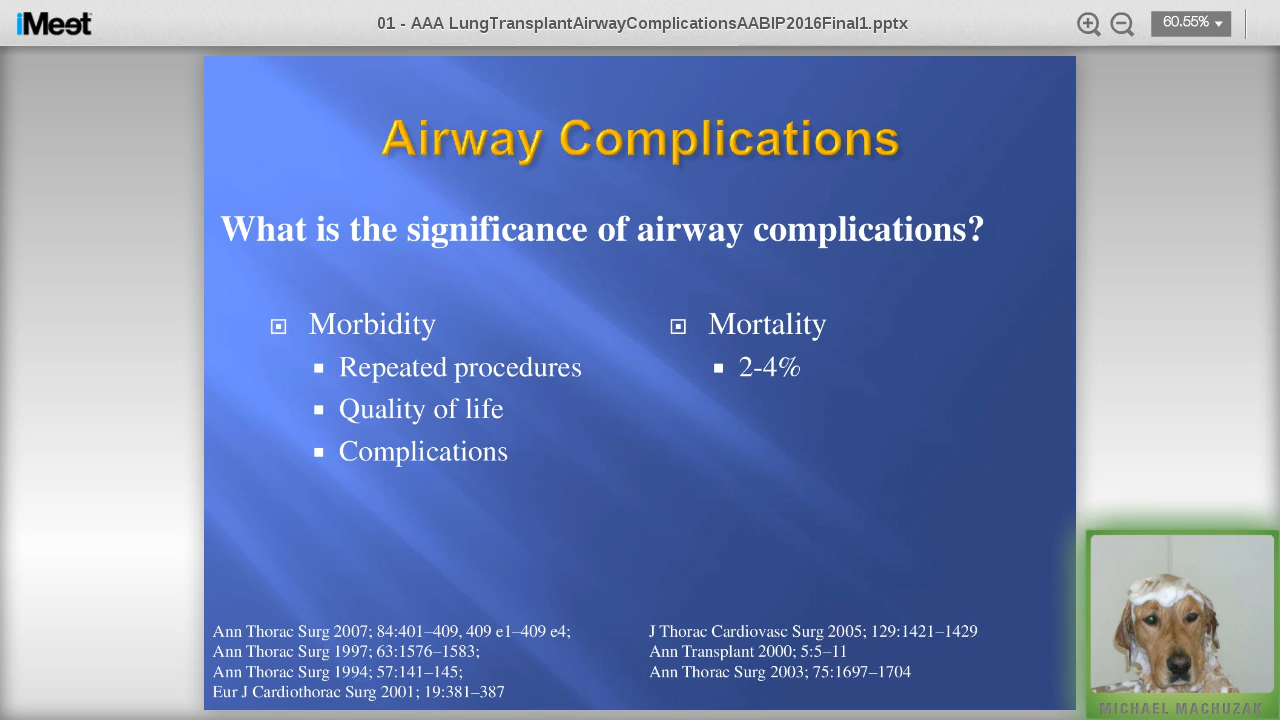 iMeet
01 - AAA LungTransplantAirwayComplicationsAABIP2016Final1.pptx
60.55%
Airway Complications
What is the significance of airway complications?
Morbidity
Repeated procedures
Quality of life
Complications
Mortality
2-4%
Ann Thorac Surg 2007; 84:401–409, 409 e1–409 e4;
Ann Thorac Surg 1997; 63:1576–1583;
Ann Thorac Surg 1994; 57:141–145;
Eur J Cardiothorac Surg 2001; 19:381–387
J Thorac Cardiovasc Surg 2005; 129:1421–1429
Ann Transplant 2000; 5:5–11
Ann Thorac Surg 2003; 75:1697–1704
MICHAEL MACHUZAK